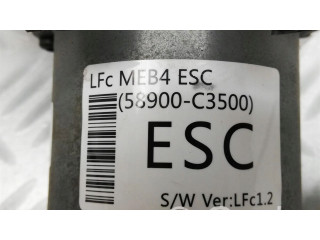 LFc MEB4 ESC
(58900-C3500)
ESC
S/W Ver:LFc1.2